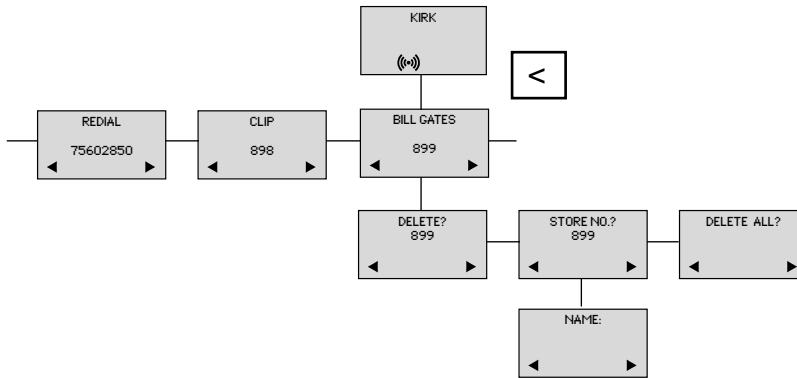 KIRK
<
REDIAL
75602850
CLIP
898
BILL GATES
899
DELETE?
899
STORE NO.?
899
DELETE ALL?
NAME: